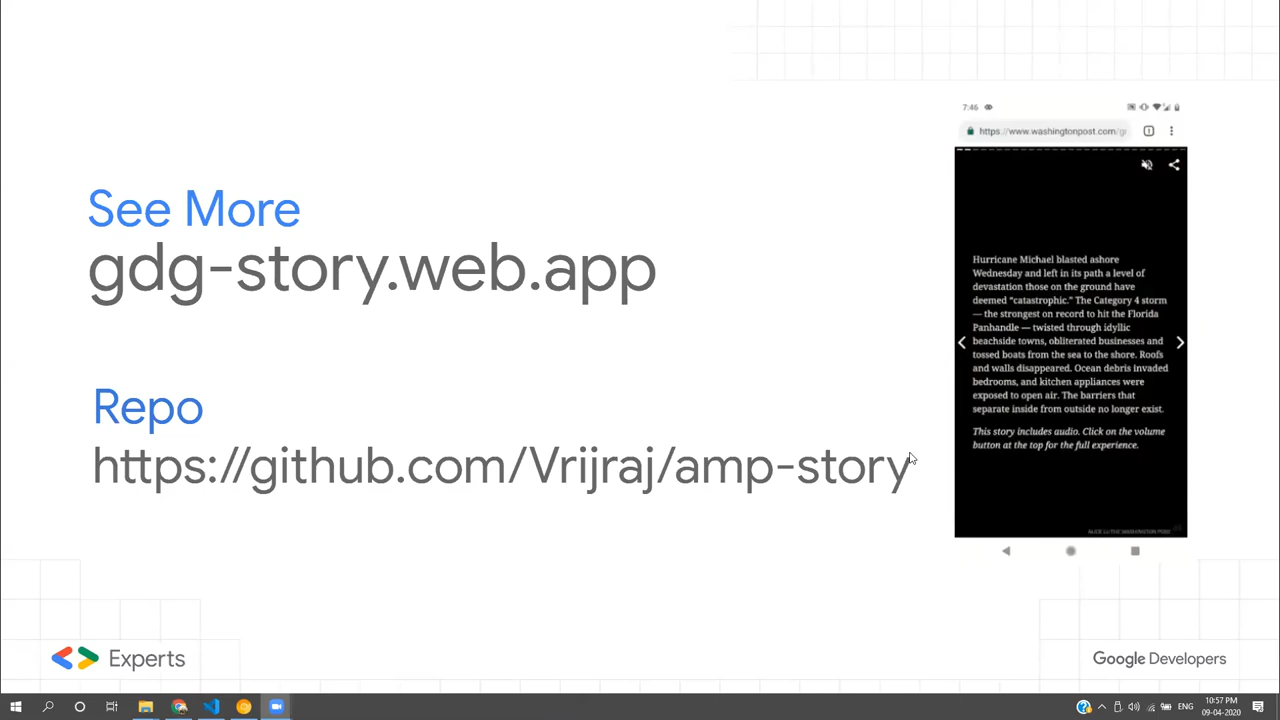 See More
gdg-story.web.app
Repo
https://github.com/Vrijraj/amp-story
7:46
https://www.washingtonpost.com/g
Hurricane Michael blasted ashore
Wednesday and left in its path a level of
devastation those on the ground have
deemed “catastrophic.” The Category 4 storm
— the strongest on record to hit the Florida
Panhandle — twisted through idyllic
beachside towns, obliterated businesses and
tossed boats from the sea to the shore. Roofs
and walls disappeared. Ocean debris invaded
bedrooms, and kitchen appliances were
exposed to open air. The barriers that
separate inside from outside no longer exist.
This story includes audio. Click on the volume
button at the top for the full experience.
Experts
Google Developers
ENG
10:57 PM
09-04-2020